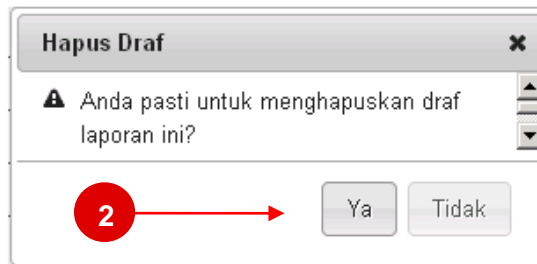 Hapus Draf
Anda pasti untuk menghapuskan draf
laporan ini?
2
Ya
Tidak